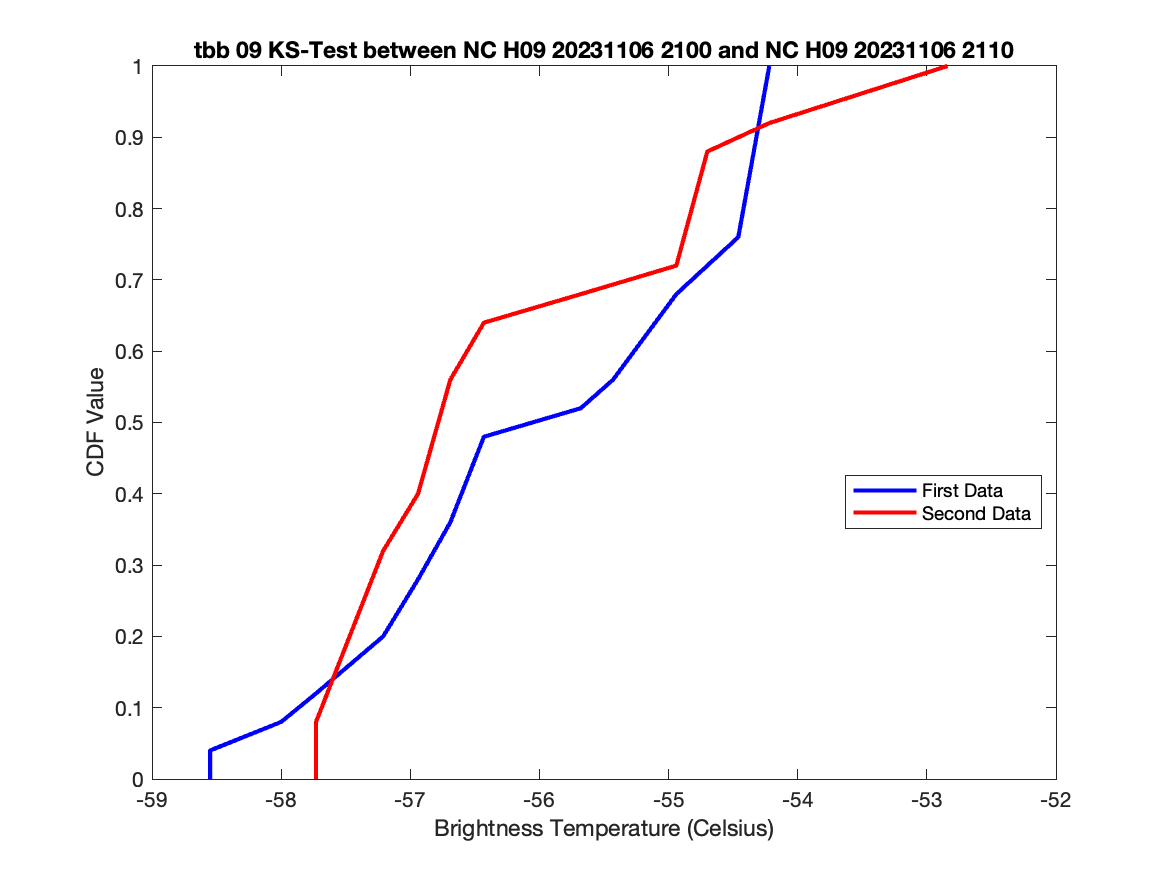 tbb 09 KS-Test between NC H09 20231106 2100 and NC H09 20231106 2110
1
0.9
0.8
0.7
0.6
0.5
0.4
0.3
0.2
0.1
0
CDF Value
First Data
Second Data
-59 -58 -57 -56 -55 -54 -53 -52
Brightness Temperature (Celsius)